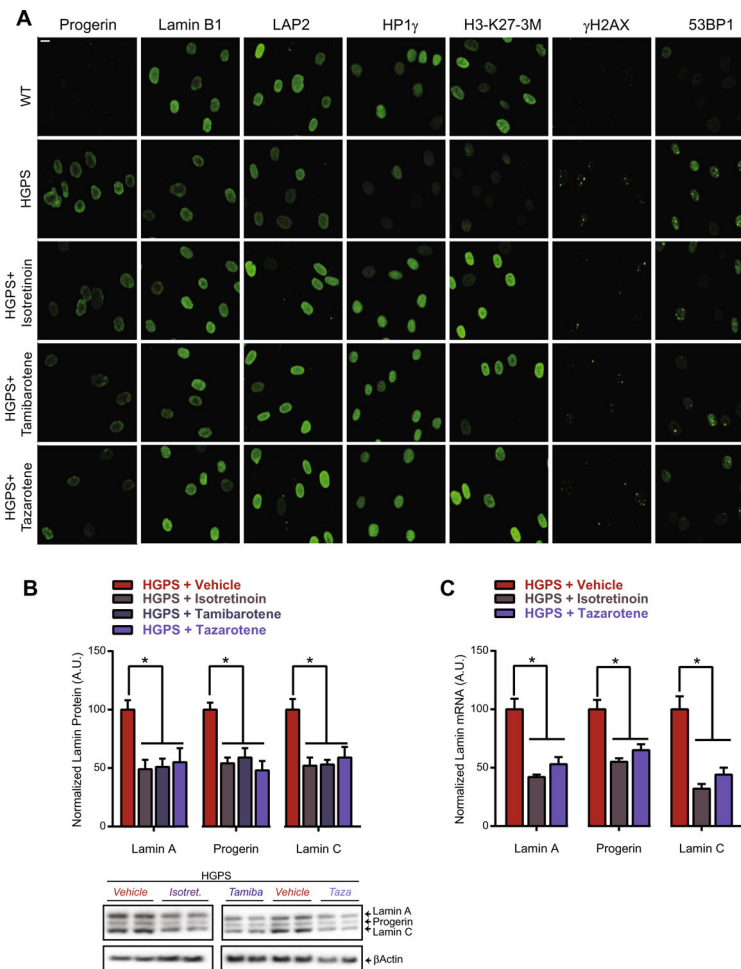 A
Progerin Lamin B1 LAP2 HP1γ H3-K27-3M γH2AX 53BP1
WT
HGPS
HGPS+
Isotretinoin
HGPS+
Tamibarotene
HGPS+
Tazarotene
B
HGPS + Vehicle
HGPS + Isotretinoin
HGPS + Tamibarotene
HGPS + Tazarotene
Normalized Lamin Protein (A.U.)
150
100
50
0
* * *
Lamin A Progerin Lamin C
HGPS
Vehicle Isotret. Tamiba Vehicle Taza
Lamin A
Progerin
Lamin C
βActin
C
HGPS + Vehicle
HGPS + Isotretinoin
HGPS + Tazarotene
Normalized Lamin mRNA (A.U.)
150
100
50
0
* * *
Lamin A Progerin Lamin C